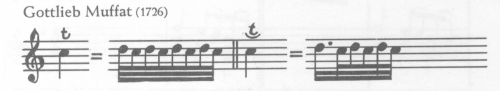 Gottlieb Muffat (1726)
t = t =